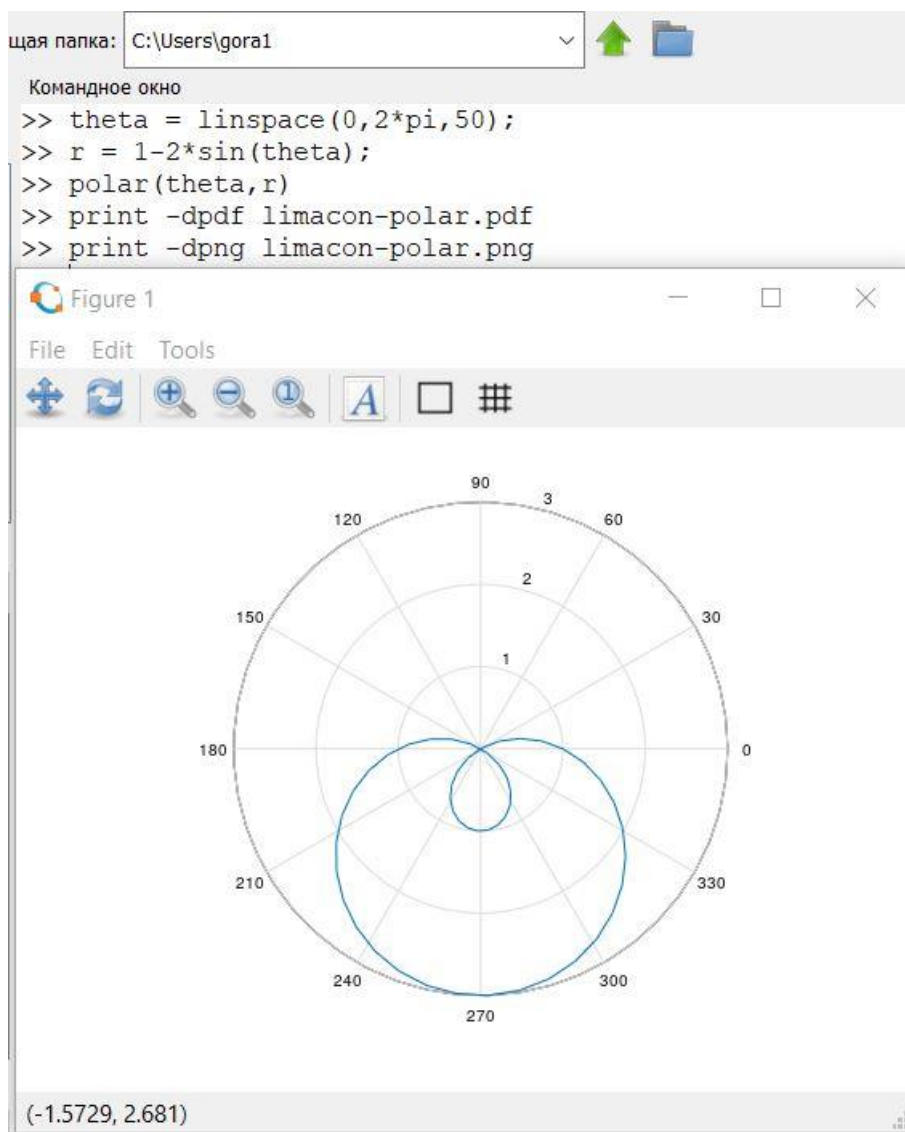 щая папка: C:\Users\gora1
Командное окно
>> theta = linspace(0,2*pi,50);
>> r = 1-2*sin(theta);
>> polar(theta,r)
>> print -dpdf limacon-polar.pdf
>> print -dpng limacon-polar.png
Figure 1
File Edit Tools
1 A
90
120 3 60
2
150 30
1
180 0
210 330
240 300
270
(-1.5729, 2.681)